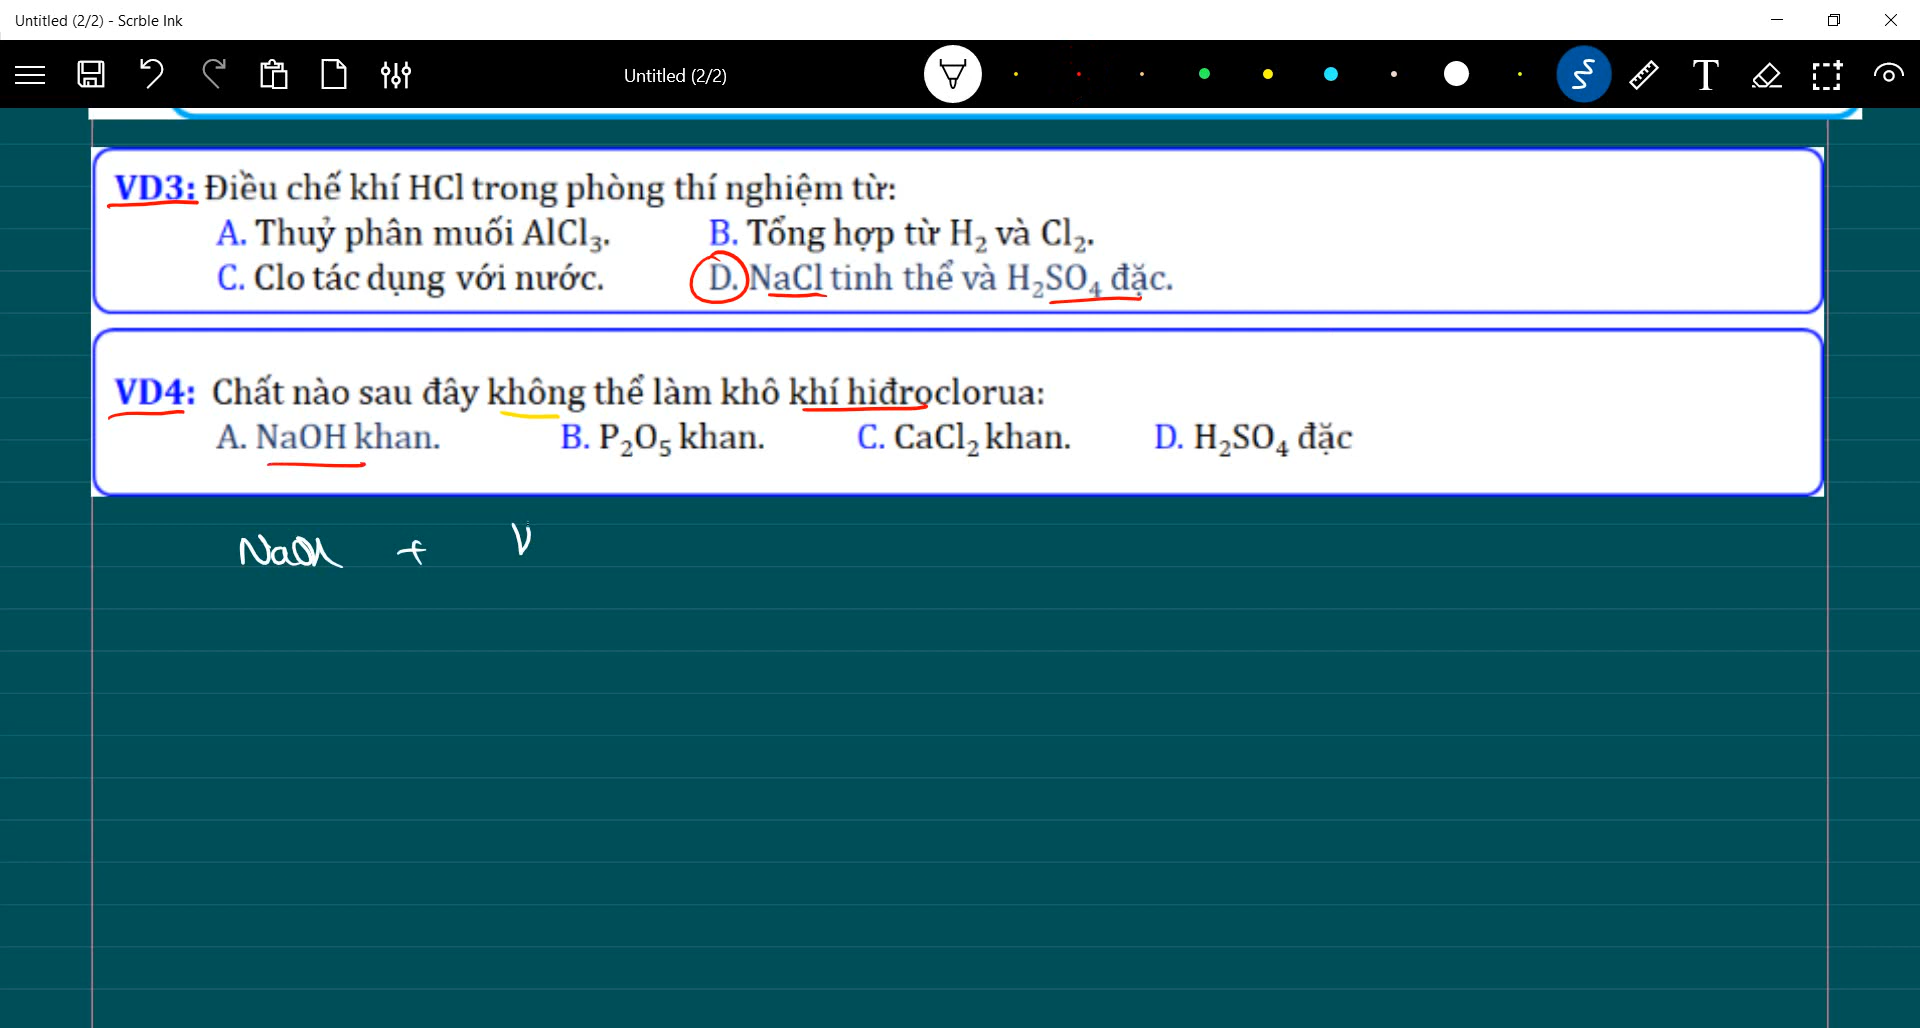 Untitled (2/2) - Scrble Ink
Untitled (2/2)
T
VD3: Điều chế khí HCl trong phòng thí nghiệm từ:
A. Thuỷ phân muối AlCl₃. B. Tổng hợp từ H₂ và Cl₂.
C. Clo tác dụng với nước. D. NaCl tinh thể và H₂SO₄ đặc.
VD4: Chất nào sau đây không thể làm khô khí hiđroclorua:
A. NaOH khan. B. P₂O₅ khan. C. CaCl₂ khan. D. H₂SO₄ đặc
NaOH +